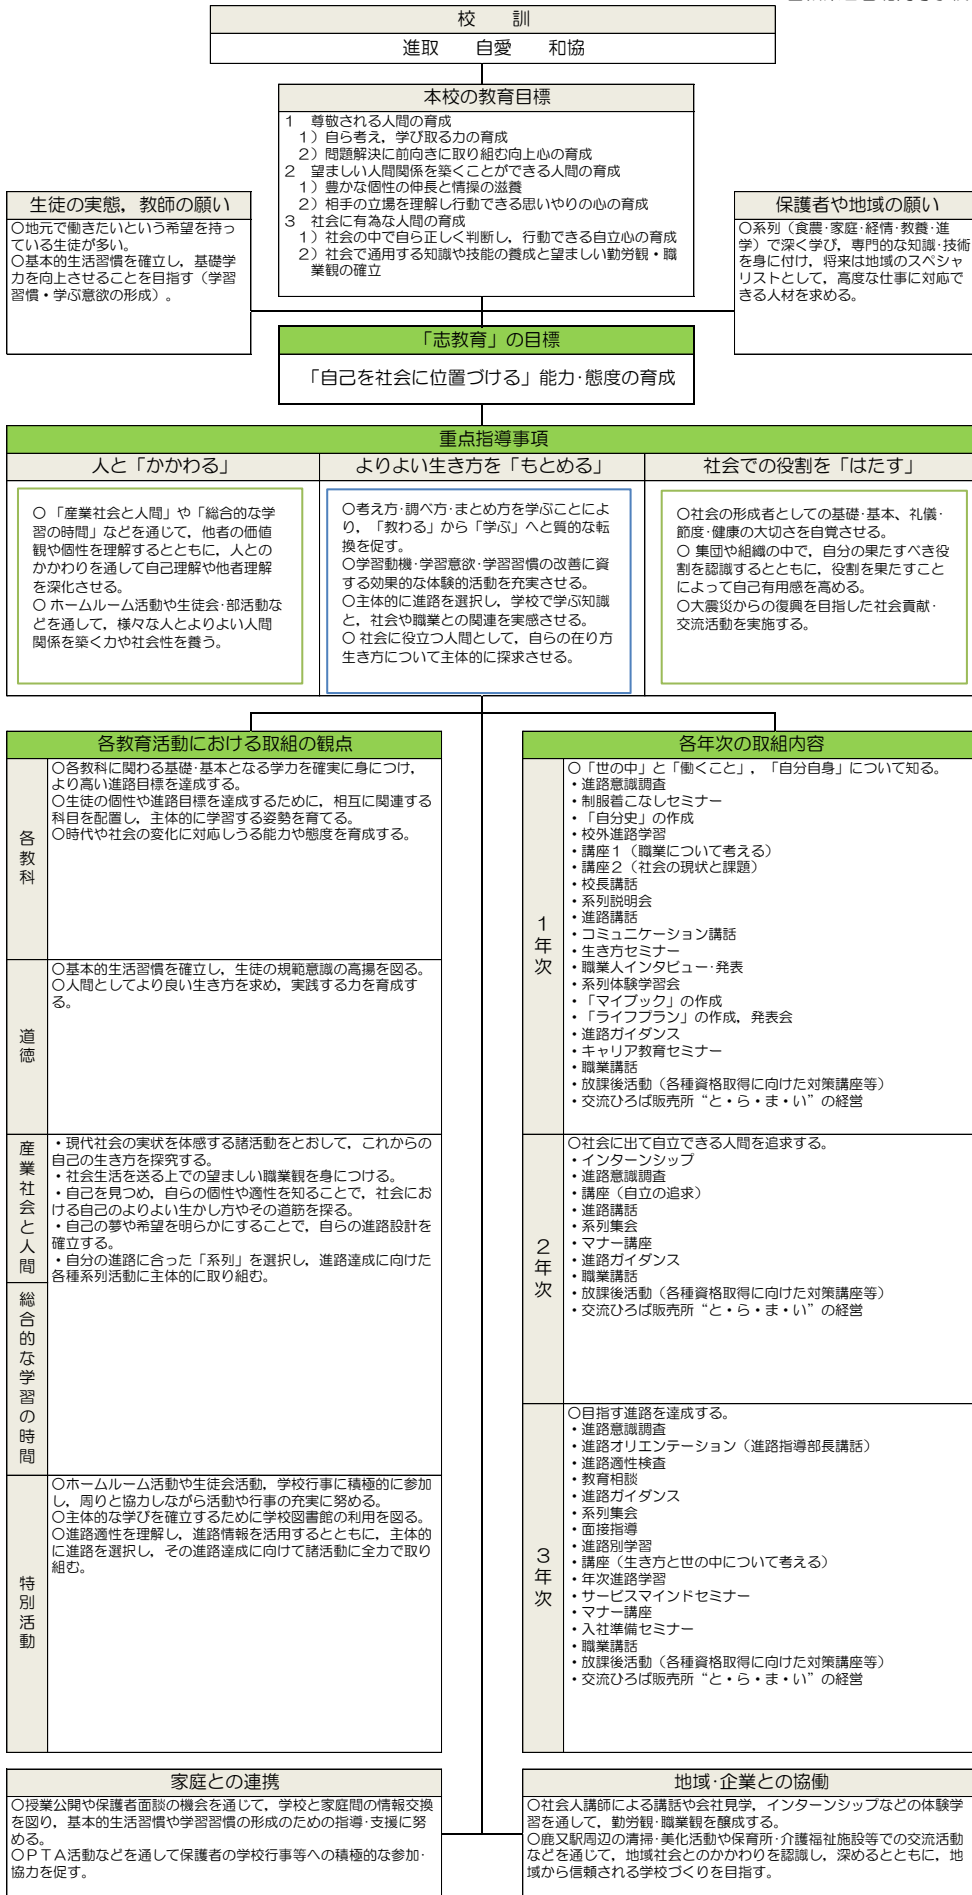 校　訓
進取　自愛　和協
本校の教育目標
1　尊敬される人間の育成
1）自ら考え，学び取る力の育成
2）問題解決に前向きに取り組む向上心の育成
2　望ましい人間関係を築くことができる人間の育成
1）豊かな個性の伸長と情操の滋養
2）相手の立場を理解し行動できる思いやりの心の育成
3　社会に有為な人間の育成
1）社会の中で自ら正しく判断し，行動できる自立心の育成
2）社会で通用する知識や技能の養成と望ましい勤労観・職
業観の確立
生徒の実態，教師の願い
〇地元で働きたいという希望を持っ
ている生徒が多い。
〇基本的生活習慣を確立し，基礎学
力を向上させることを目指す（学習
習慣・学ぶ意欲の形成）。
保護者や地域の願い
〇系列（食農･家庭･経情･教養･進
学）で深く学び，専門的な知識･技術
を身に付け，将来は地域のスペシャ
リストとして，高度な仕事に対応で
きる人材を求める。
「志教育」の目標
「自己を社会に位置づける」能力･態度の育成
重点指導事項
人と「かかわる」
〇 「産業社会と人間」や「総合的な学
習の時間」などを通じて，他者の価値
観や個性を理解するとともに，人との
かかわりを通して自己理解や他者理解
を深化させる。
〇 ホームルーム活動や生徒会･部活動な
どを通して，様々な人とよりよい人間
関係を築く力や社会性を養う。
よりよい生き方を「もとめる」
〇考え方･調べ方･まとめ方を学ぶことによ
り，「教わる」から「学ぶ」へと質的な転
換を促す。
〇学習動機･学習意欲･学習習慣の改善に資
する効果的な体験的活動を充実させる。
〇主体的に進路を選択し，学校で学ぶ知識
と，社会や職業との関連を実感させる。
〇 社会に役立つ人間として，自らの在り方
生き方について主体的に探求させる。
社会での役割を「はたす」
〇社会の形成者としての基礎･基本、礼儀･
節度･健康の大切さを自覚させる。
〇 集団や組織の中で，自分の果たすべき役
割を認識するとともに，役割を果たすこと
によって自己有用感を高める。
〇大震災からの復興を目指した社会貢献･
交流活動を実施する。
各教育活動における取組の観点
各教科
〇各教科に関わる基礎･基本となる学力を確実に身につけ，
より高い進路目標を達成する。
〇生徒の個性や進路目標を達成するために，相互に関連する
科目を配置し，主体的に学習する姿勢を育てる。
〇時代や社会の変化に対応しうる能力や態度を育成する。
道徳
〇基本的生活習慣を確立し，生徒の規範意識の高揚を図る。
〇人間としてより良い生き方を求め，実践する力を育成す
る。
産業社会と人間
総合的な学習の時間
・現代社会の実状を体感する諸活動をとおして，これからの
自己の生き方を探究する。
・社会生活を送る上での望ましい職業観を身につける。
・自己を見つめ，自らの個性や適性を知ることで，社会にお
ける自己のよりよい生かし方やその道筋を探る。
・自己の夢や希望を明らかにすることで，自らの進路設計を
確立する。
・自分の進路に合った「系列」を選択し，進路達成に向けた
各種系列活動に主体的に取り組む。
特別活動
〇ホームルーム活動や生徒会活動，学校行事に積極的に参加
し，周りと協力しながら活動や行事の充実に努める。
〇主体的な学びを確立するために学校図書館の利用を図る。
〇進路適性を理解し，進路情報を活用するとともに，主体的
に進路を選択し，その進路達成に向けて諸活動に全力で取り
組む。
各年次の取組内容
1年次
〇「世の中」と「働くこと」，「自分自身」について知る。
・進路意識調査
・制服着こなしセミナー
・「自分史」の作成
・校外進路学習
・講座１（職業について考える）
・講座２（社会の現状と課題）
・校長講話
・系列説明会
・進路講話
・コミュニケーション講話
・生き方セミナー
・職業人インタビュー･発表
・系列体験学習会
・「マイブック」の作成
・「ライフプラン」の作成，発表会
・進路ガイダンス
・キャリア教育セミナー
・職業講話
・放課後活動（各種資格取得に向けた対策講座等）
・交流ひろば販売所“と・ら・ま・い”の経営
2年次
〇社会に出て自立できる人間を追求する。
・インターンシップ
・進路意識調査
・講座（自立の追求）
・進路講話
・系列集会
・マナー講座
・進路ガイダンス
・職業講話
・放課後活動（各種資格取得に向けた対策講座等）
・交流ひろば販売所“と・ら・ま・い”の経営
3年次
〇目指す進路を達成する。
・進路意識調査
・進路オリエンテーション（進路指導部長講話）
・進路適性検査
・教育相談
・進路ガイダンス
・系列集会
・面接指導
・進路別学習
・講座（生き方と世の中について考える）
・年次進路学習
・サービスマインドセミナー
・マナー講座
・入社準備セミナー
・職業講話
・放課後活動（各種資格取得に向けた対策講座等）
・交流ひろば販売所“と・ら・ま・い”の経営
家庭との連携
〇授業公開や保護者面談の機会を通じて，学校と家庭間の情報交換
を図り，基本的生活習慣や学習習慣の形成のための指導･支援に努
める。
〇ＰＴＡ活動などを通して保護者の学校行事等への積極的な参加･
協力を促す。
地域･企業との協働
〇社会人講師による講話や会社見学，インターンシップなどの体験学
習を通して，勤労観･職業観を醸成する。
〇鹿又駅周辺の清掃･美化活動や保育所･介護福祉施設等での交流活動
などを通じて，地域社会とのかかわりを認識し，深めるとともに，地
域から信頼される学校づくりを目指す。